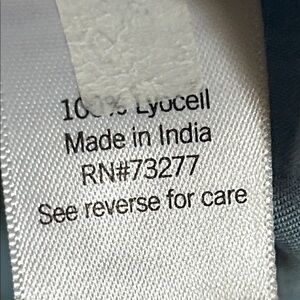 100% Lyocell
Made in India
RN#73277
See reverse for care